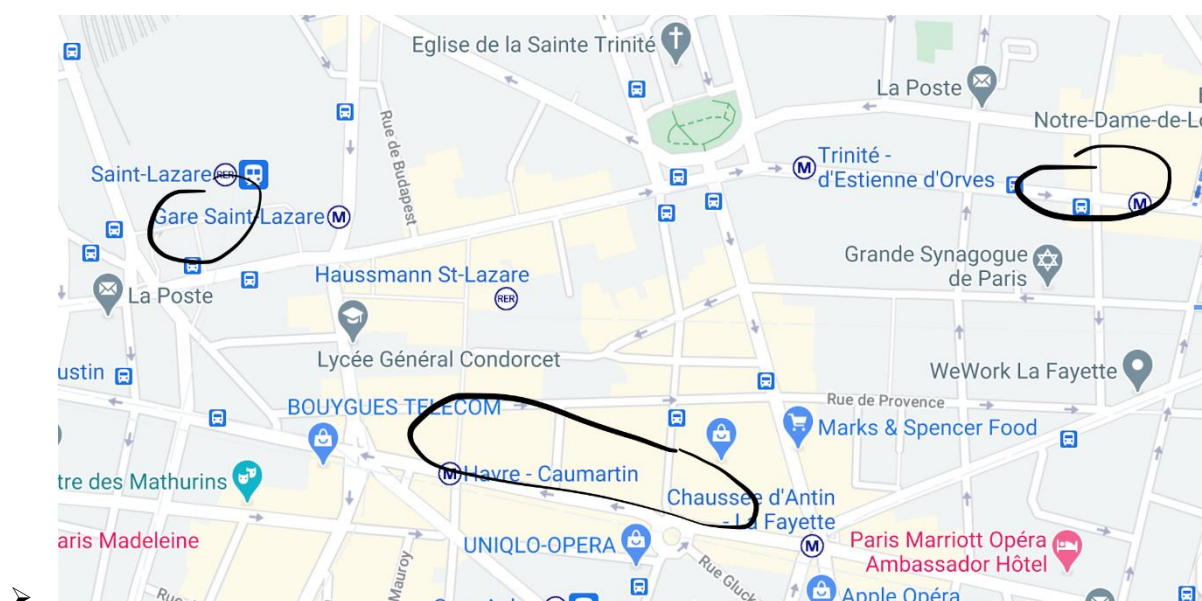 Eglise de la Sainte Trinité
La Poste
Notre-Dame-de-L
Rue de Budapest
Trinité -
d'Estienne d'Orves
M
Saint-Lazare
RER
Gare Saint-Lazare
M
M
Grande Synagogue
de Paris
Haussmann St-Lazare
RER
La Poste
Lycée Général Condorcet
ustin
WeWork La Fayette
Rue de Provence
BOUYGUES TELECOM
Marks & Spencer Food
M
Havre - Caumartin
tre des Mathurins
Chaussée d'Antin
- La Fayette
M
aris Madeleine
UNIQLO-OPERA
Paris Marriott Opéra
Ambassador Hôtel
Mauroy
Rue Gluck
Apple Opéra